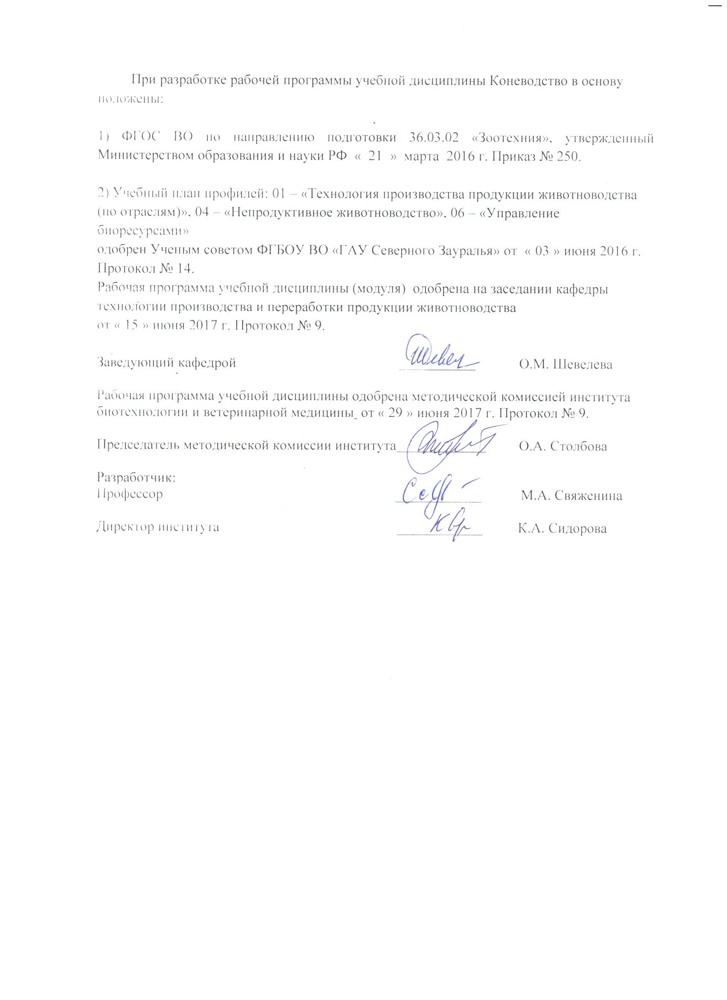 При разработке рабочей программы учебной дисциплины Коневодство в основу
положены:
1) ФГОС ВО по направлению подготовки 36.03.02 «Зоотехния», утвержденный
Министерством образования и науки РФ « 21 » марта 2016 г. Приказ № 250.
2) Учебный план профилей: 01 – «Технология производства продукции животноводства
(по отраслям)», 04 – «Непродуктивное животноводство», 06 – «Управление
биоресурсами»
одобрен Ученым советом ФГБОУ ВО «ГАУ Северного Зауралья» от « 03 » июня 2016 г.
Протокол № 14.
Рабочая программа учебной дисциплины (модуля) одобрена на заседании кафедры
технологии производства и переработки продукции животноводства
от « 15 » июня 2017 г. Протокол № 9.
Заведующий кафедрой О.М. Шевелева
Рабочая программа учебной дисциплины одобрена методической комиссией института
биотехнологии и ветеринарной медицины_ от « 29 » июня 2017 г. Протокол № 9.
Председатель методической комиссии института О.А. Столбова
Разработчик:
Профессор М.А. Свяженина
Директор института К.А. Сидорова